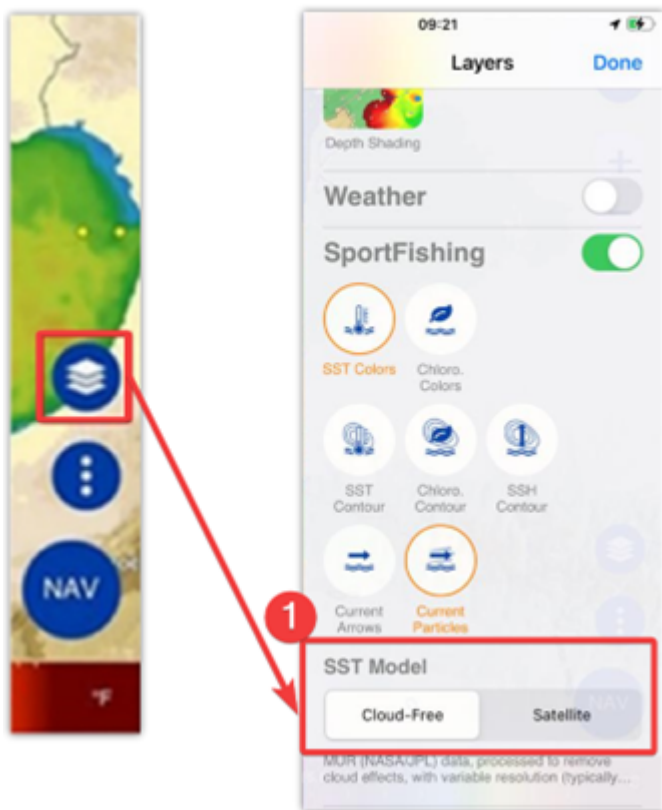 NAV
°F
09:21
Layers
Done
Depth Shading
Weather
SportFishing
SST Colors
Chloro.
Colors
SST
Contour
Chloro.
Contour
SSH
Contour
Current
Arrows
Current
Particles
1
SST Model
Cloud-Free
Satellite
NAV
MUR (NASA/JPL) data, processed to remove
cloud effects, with variable resolution (typically…